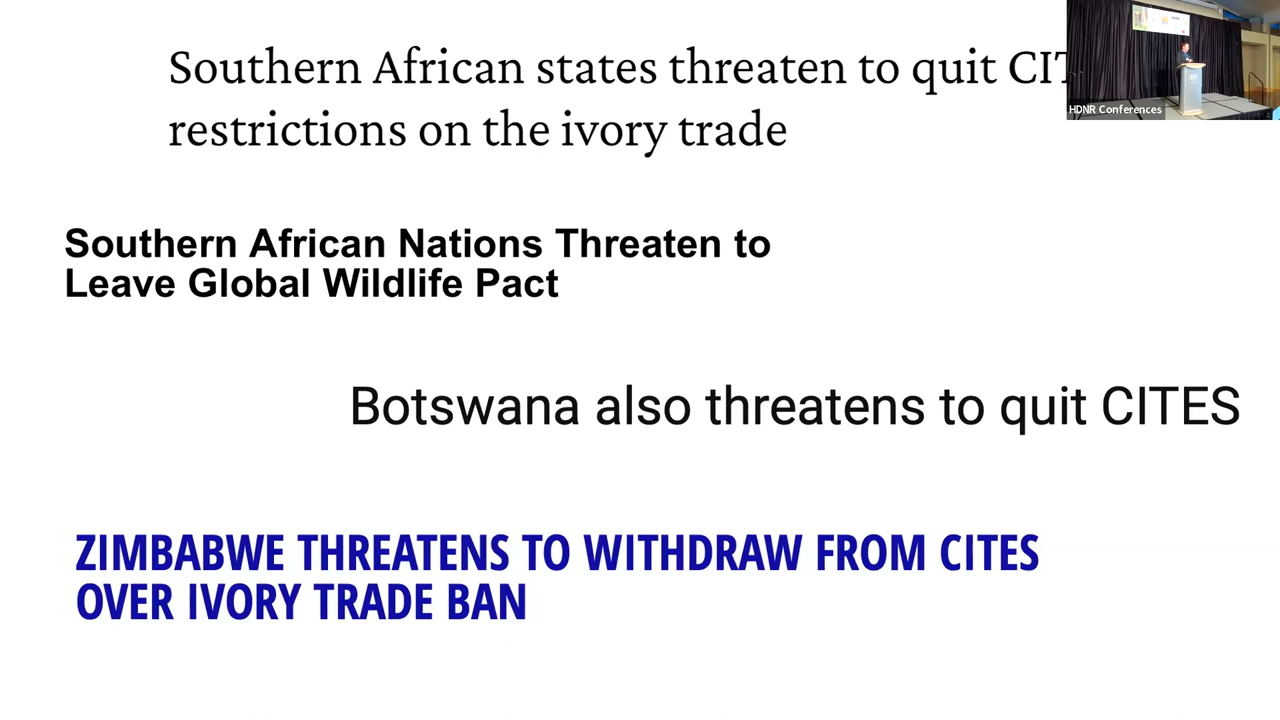 Southern African states threaten to quit
restrictions on the ivory trade
HDNR Conferences
Southern African Nations Threaten to
Leave Global Wildlife Pact
Botswana also threatens to quit CITES
ZIMBABWE THREATENS TO WITHDRAW FROM CITES
OVER IVORY TRADE BAN